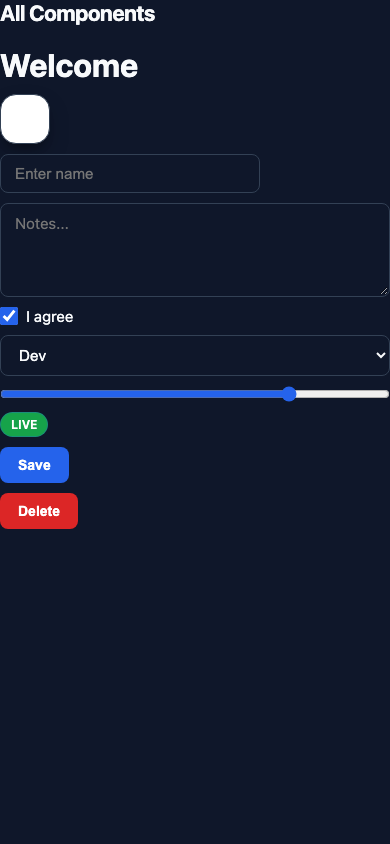 All Components
Welcome
Enter name
Notes...
I agree
Dev
LIVE
Save
Delete